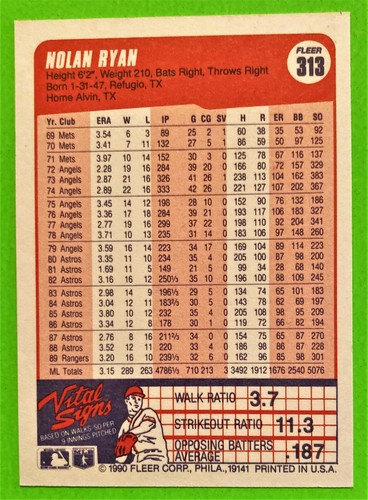 NOLAN RYAN
FLEER
313
Height 6'2", Weight 210, Bats Right, Throws Right
Born 1-31-47, Refugio, TX
Home Alvin, TX
Yr. Club ERA W L IP G CG SV H R ER BB SO
69 Mets 3.54 6 3 89 25 2 1 60 38 35 53 92
70 Mets 3.41 7 11 132 27 5 1 86 59 50 97 125
71 Mets 3.97 10 14 152 30 3 0 125 78 67 116 137
72 Angels 2.28 19 16 284 39 20 0 166 80 72 157 329
73 Angels 2.87 21 16 326 41 26 1 238 113 104 162 383
74 Angels 2.89 22 16 333 42 26 0 221 127 107 202 367
75 Angels 3.45 14 12 198 28 10 0 152 90 76 132 186
76 Angels 3.36 17 18 284 39 21 0 193 117 106 183 327
77 Angels 2.77 19 16 299 37 22 0 198 110 92 204 341
78 Angels 3.71 10 13 235 31 14 0 183 106 97 148 260
79 Angels 3.59 16 14 223 34 17 0 169 104 89 114 223
80 Astros 3.35 11 10 234 35 4 0 205 100 87 98 200
81 Astros 1.69 11 5 149 21 5 0 99 34 28 68 140
82 Astros 3.16 16 12 250⅓ 35 10 0 196 100 88 109 245
83 Astros 2.98 14 9 196⅓ 29 5 0 134 74 65 101 183
84 Astros 3.04 12 11 183⅔ 30 5 0 143 78 62 69 197
85 Astros 3.80 10 12 232 35 4 0 205 108 98 95 209
86 Astros 3.34 12 8 178 30 1 0 119 72 66 82 194
87 Astros 2.76 8 16 211⅔ 34 0 0 154 75 65 87 270
88 Astros 3.52 12 11 220 33 4 0 186 98 86 87 228
89 Rangers 3.20 16 10 239⅓ 32 6 0 162 96 85 98 301
ML Totals 3.15 289 263 4786⅓ 710 213 3 3492 1912 1676 2540 5076
Vital Signs
BASED ON WALKS/SO PER
9 INNINGS PITCHED
WALK RATIO 3.7
STRIKEOUT RATIO 11.3
OPPOSING BATTERS
AVERAGE .187
© 1990 FLEER CORP., PHILA., 19141 PRINTED IN U.S.A.